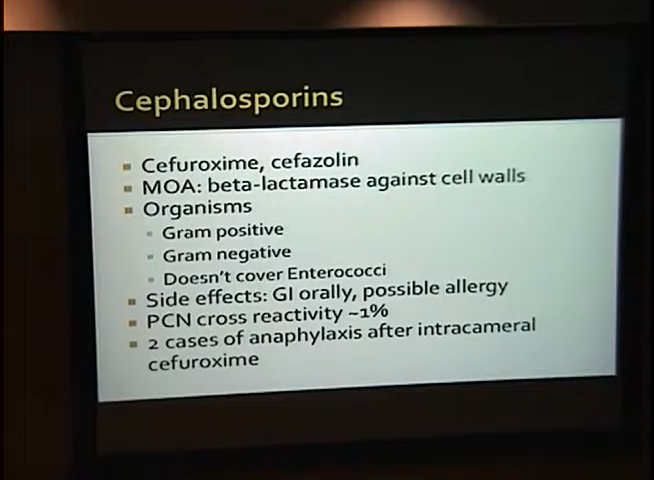 Cephalosporins
Cefuroxime, cefazolin
MOA: beta-lactamase against cell walls
Organisms
Gram positive
Gram negative
Doesn't cover Enterococci
Side effects: GI orally, possible allergy
PCN cross reactivity ~1%
2 cases of anaphylaxis after intracameral
cefuroxime